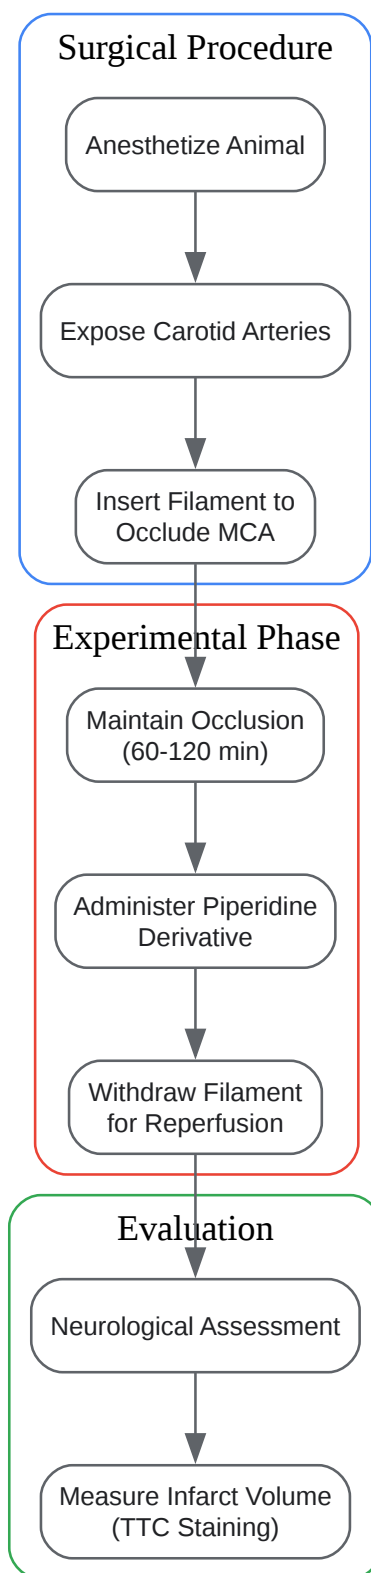 Surgical Procedure
Anesthetize Animal
Expose Carotid Arteries
Insert Filament to
Occlude MCA
Experimental Phase
Maintain Occlusion
(60-120 min)
Administer Piperidine
Derivative
Withdraw Filament
for Reperfusion
Evaluation
Neurological Assessment
Measure Infarct Volume
(TTC Staining)